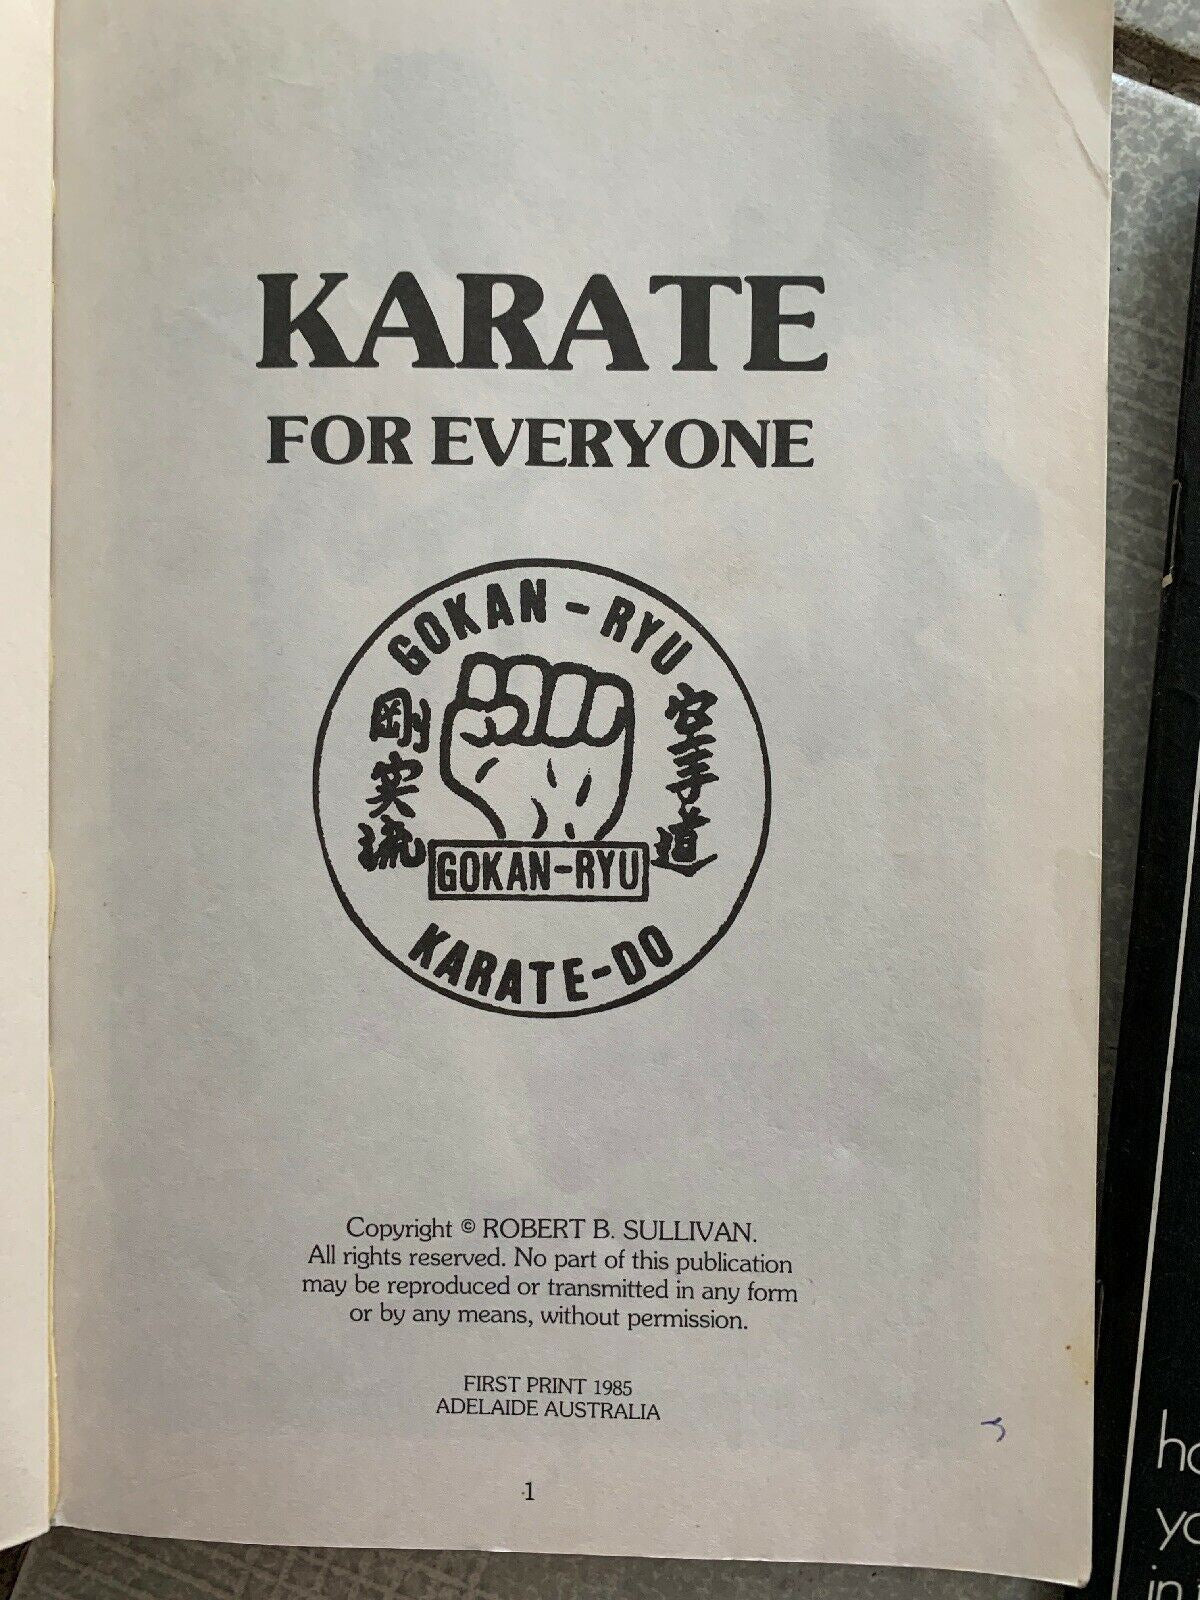 KARATE
FOR EVERYONE
GOKAN-RYU
剛実流
空手道
GOKAN-RYU
KARATE-DO
Copyright © ROBERT B. SULLIVAN.
All rights reserved. No part of this publication
may be reproduced or transmitted in any form
or by any means, without permission.
FIRST PRINT 1985
ADELAIDE AUSTRALIA
1